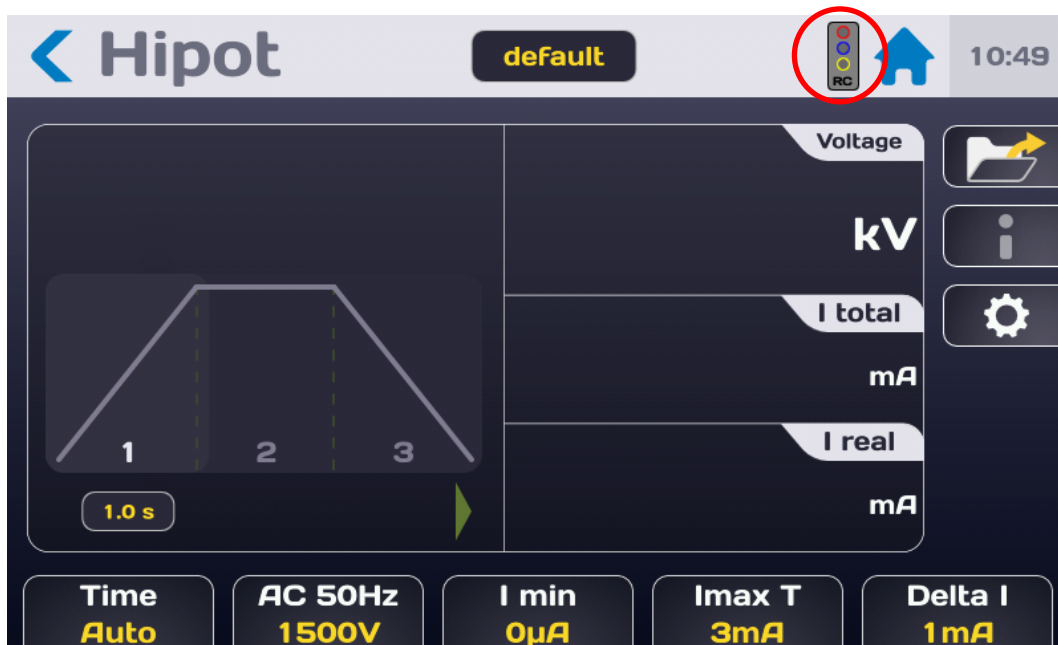 Hipot
default
RC
10:49
Voltage
kV
I total
mA
I real
mA
1 2 3
1.0 s
Time
Auto
AC 50Hz
1500V
I min
0µA
Imax T
3mA
Delta I
1mA